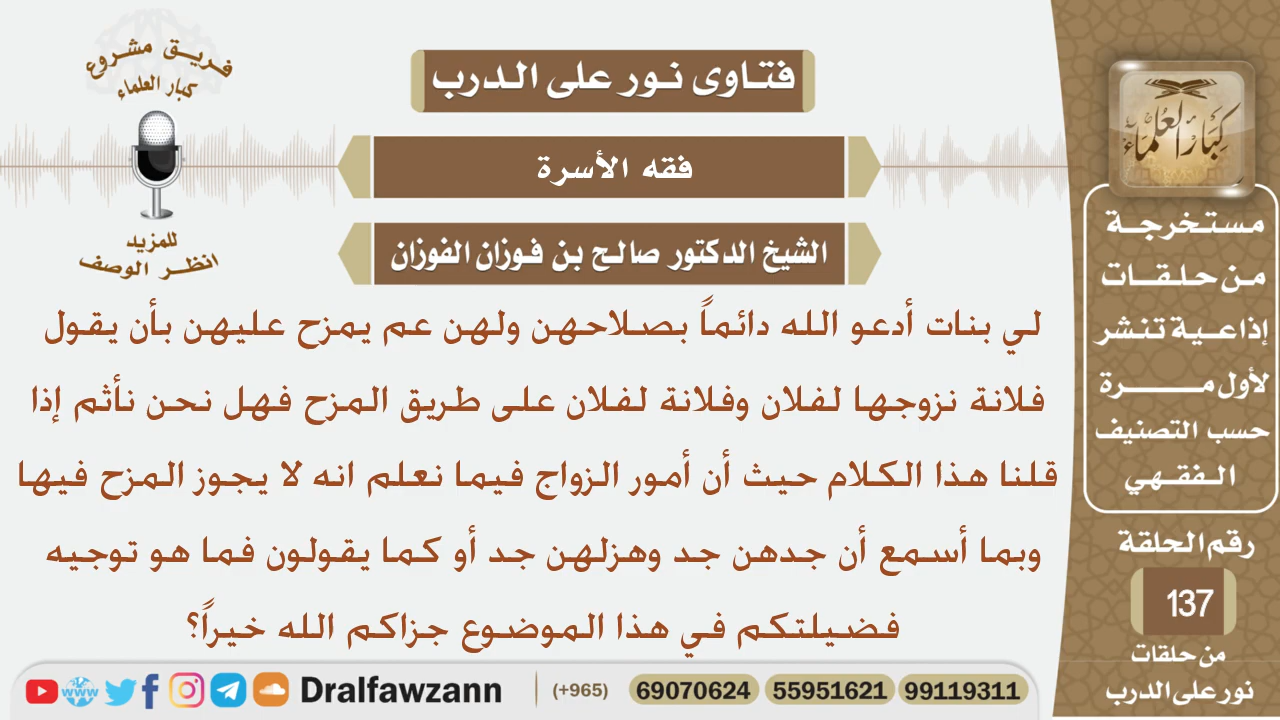 فريق مشروع
كبار العلماء
للمزيد
انظر الوصف
فتاوى نور على الدرب
فقه الأسرة
الشيخ الدكتور صالح بن فوزان الفوزان
لي بنات أدعو الله دائماً بصلاحهن ولهن عم يمزح عليهن بأن يقول
فلانة نزوجها لفلان وفلانة لفلان على طريق المزح فهل نحن نأثم إذا
قلنا هذا الكلام حيث أن أمور الزواج فيما نعلم انه لا يجوز المزح فيها
وبما أسمع أن جدهن جد وهزلهن جد أو كما يقولون فما هو توجيه
فضيلتكم في هذا الموضوع جزاكم الله خيراً؟
كبار العلماء
مستخرجة
من حلقات
إذاعية تنشر
لأول مرة
حسب التصنيف
الفقهي
رقم الحلقة
137
من حلقات
نور على الدرب
www Dralfawzann (+965) 69070624 55951621 99119311